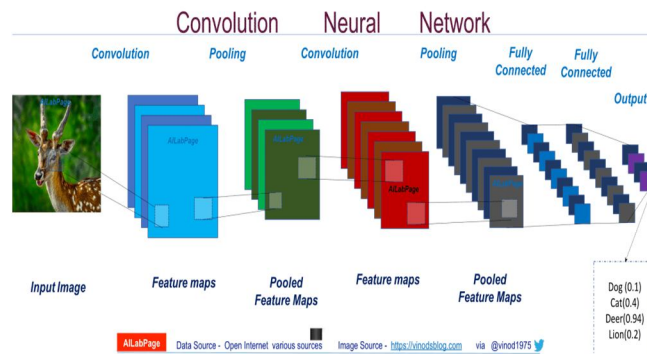 Convolution Neural Network
Convolution Pooling Convolution Pooling Fully Connected Fully Connected Output
AILabPage
AILabPage
AILabPage
Input Image Feature maps Pooled Feature Maps Feature maps Pooled Feature Maps
Dog (0.1)
Cat(0.4)
Deer(0.94)
Lion(0.2)
AILabPage Data Source - Open Internet various sources Image Source - https://vinodsblog.com via @vinod1975